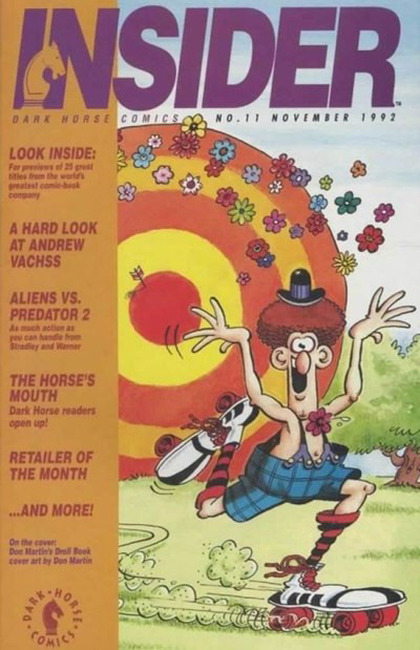 INSIDER
TM
DARK HORSE COMICS NO. 11 NOVEMBER 1992
LOOK INSIDE:
For previews of 25 great
titles from the world's
greatest comic-book
company
A HARD LOOK
AT ANDREW
VACHSS
ALIENS VS.
PREDATOR 2
As much action as
you can handle from
Stradley and Warner
THE HORSE'S
MOUTH
Dark Horse readers
open up!
RETAILER OF
THE MONTH
...AND MORE!
On the cover:
Don Martin's Droll Book
cover art by Don Martin
DARK HORSE
COMICS